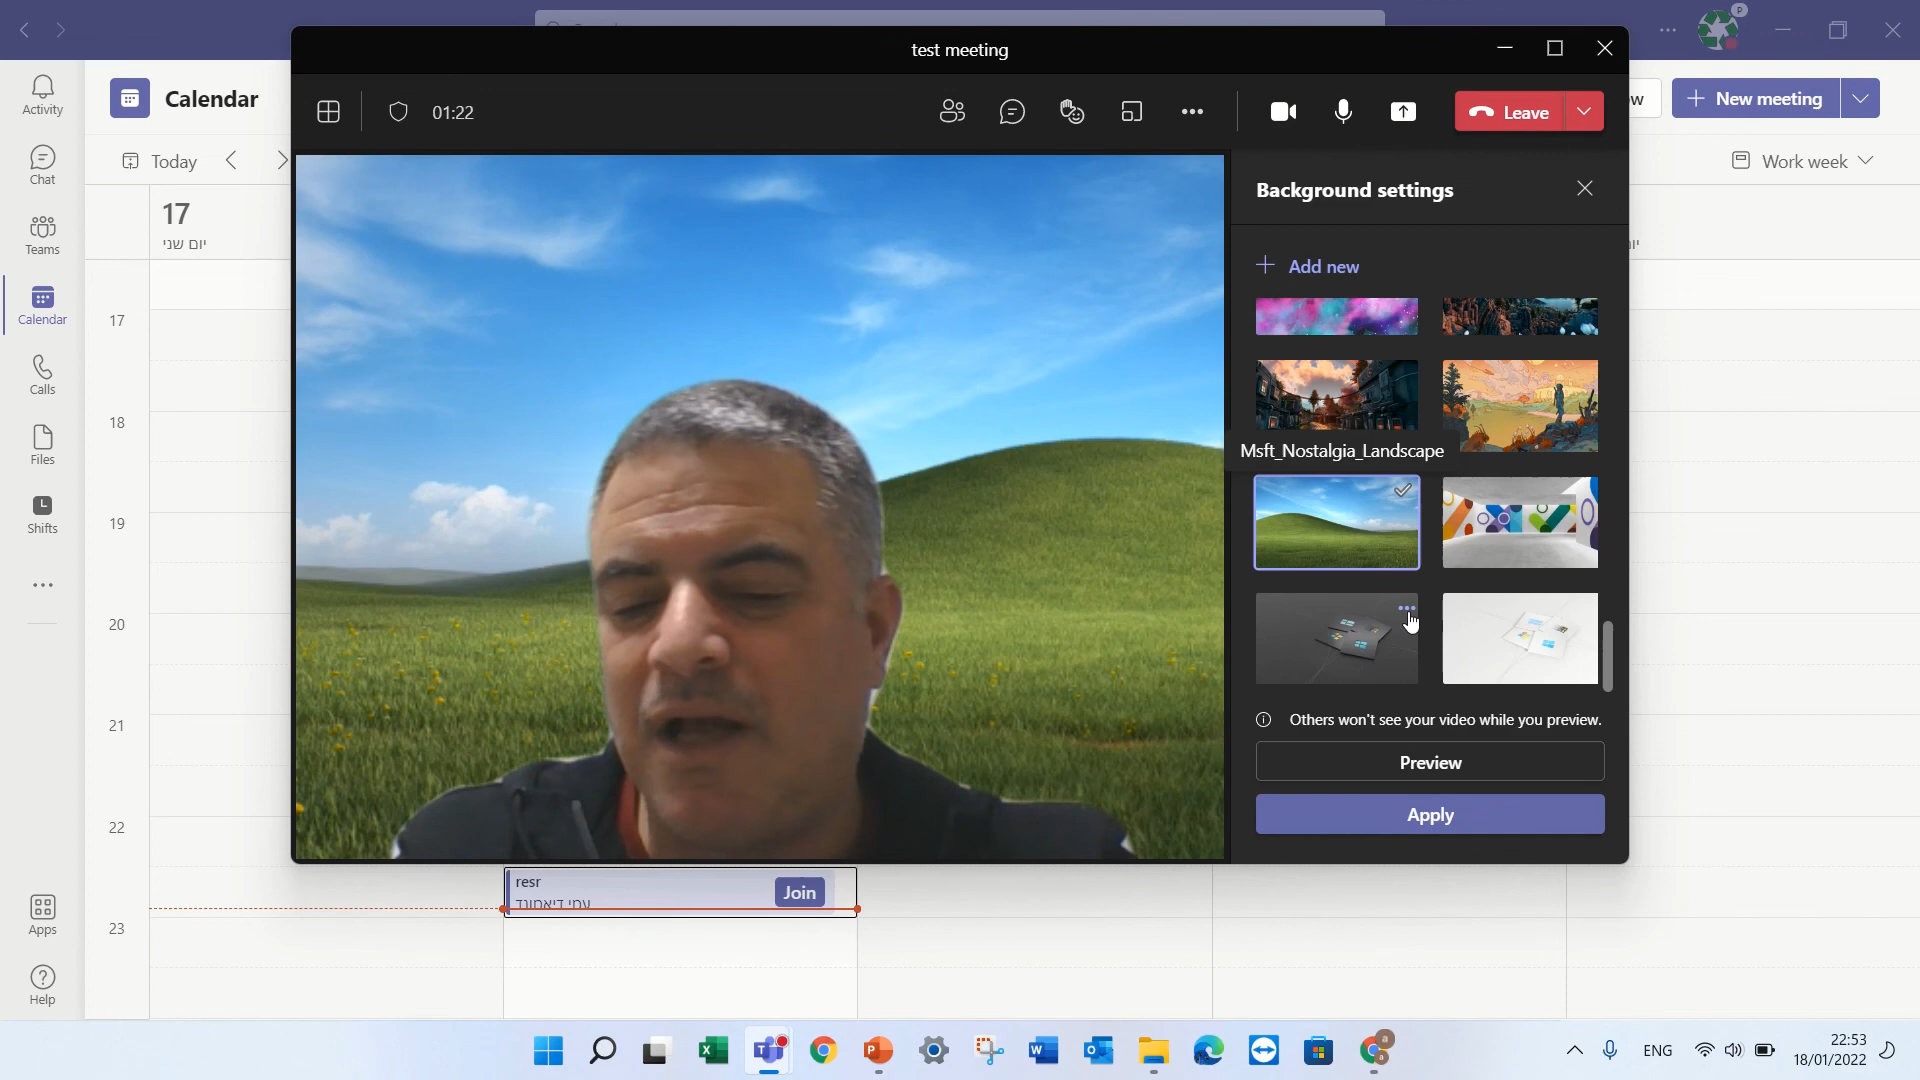 test meeting
P
Activity
Calendar
01:22
Leave
New meeting
Today
Work week
Background settings
Chat
17
יום שני
Teams
Add new
Calendar
17
Calls
18
Msft_Nostalgia_Landscape
Files
19
Shifts
20
21
Others won't see your video while you preview.
Preview
22
Apply
resr
Join
עמי דיאמונד
Apps
23
Help
ENG
22:53
18/01/2022